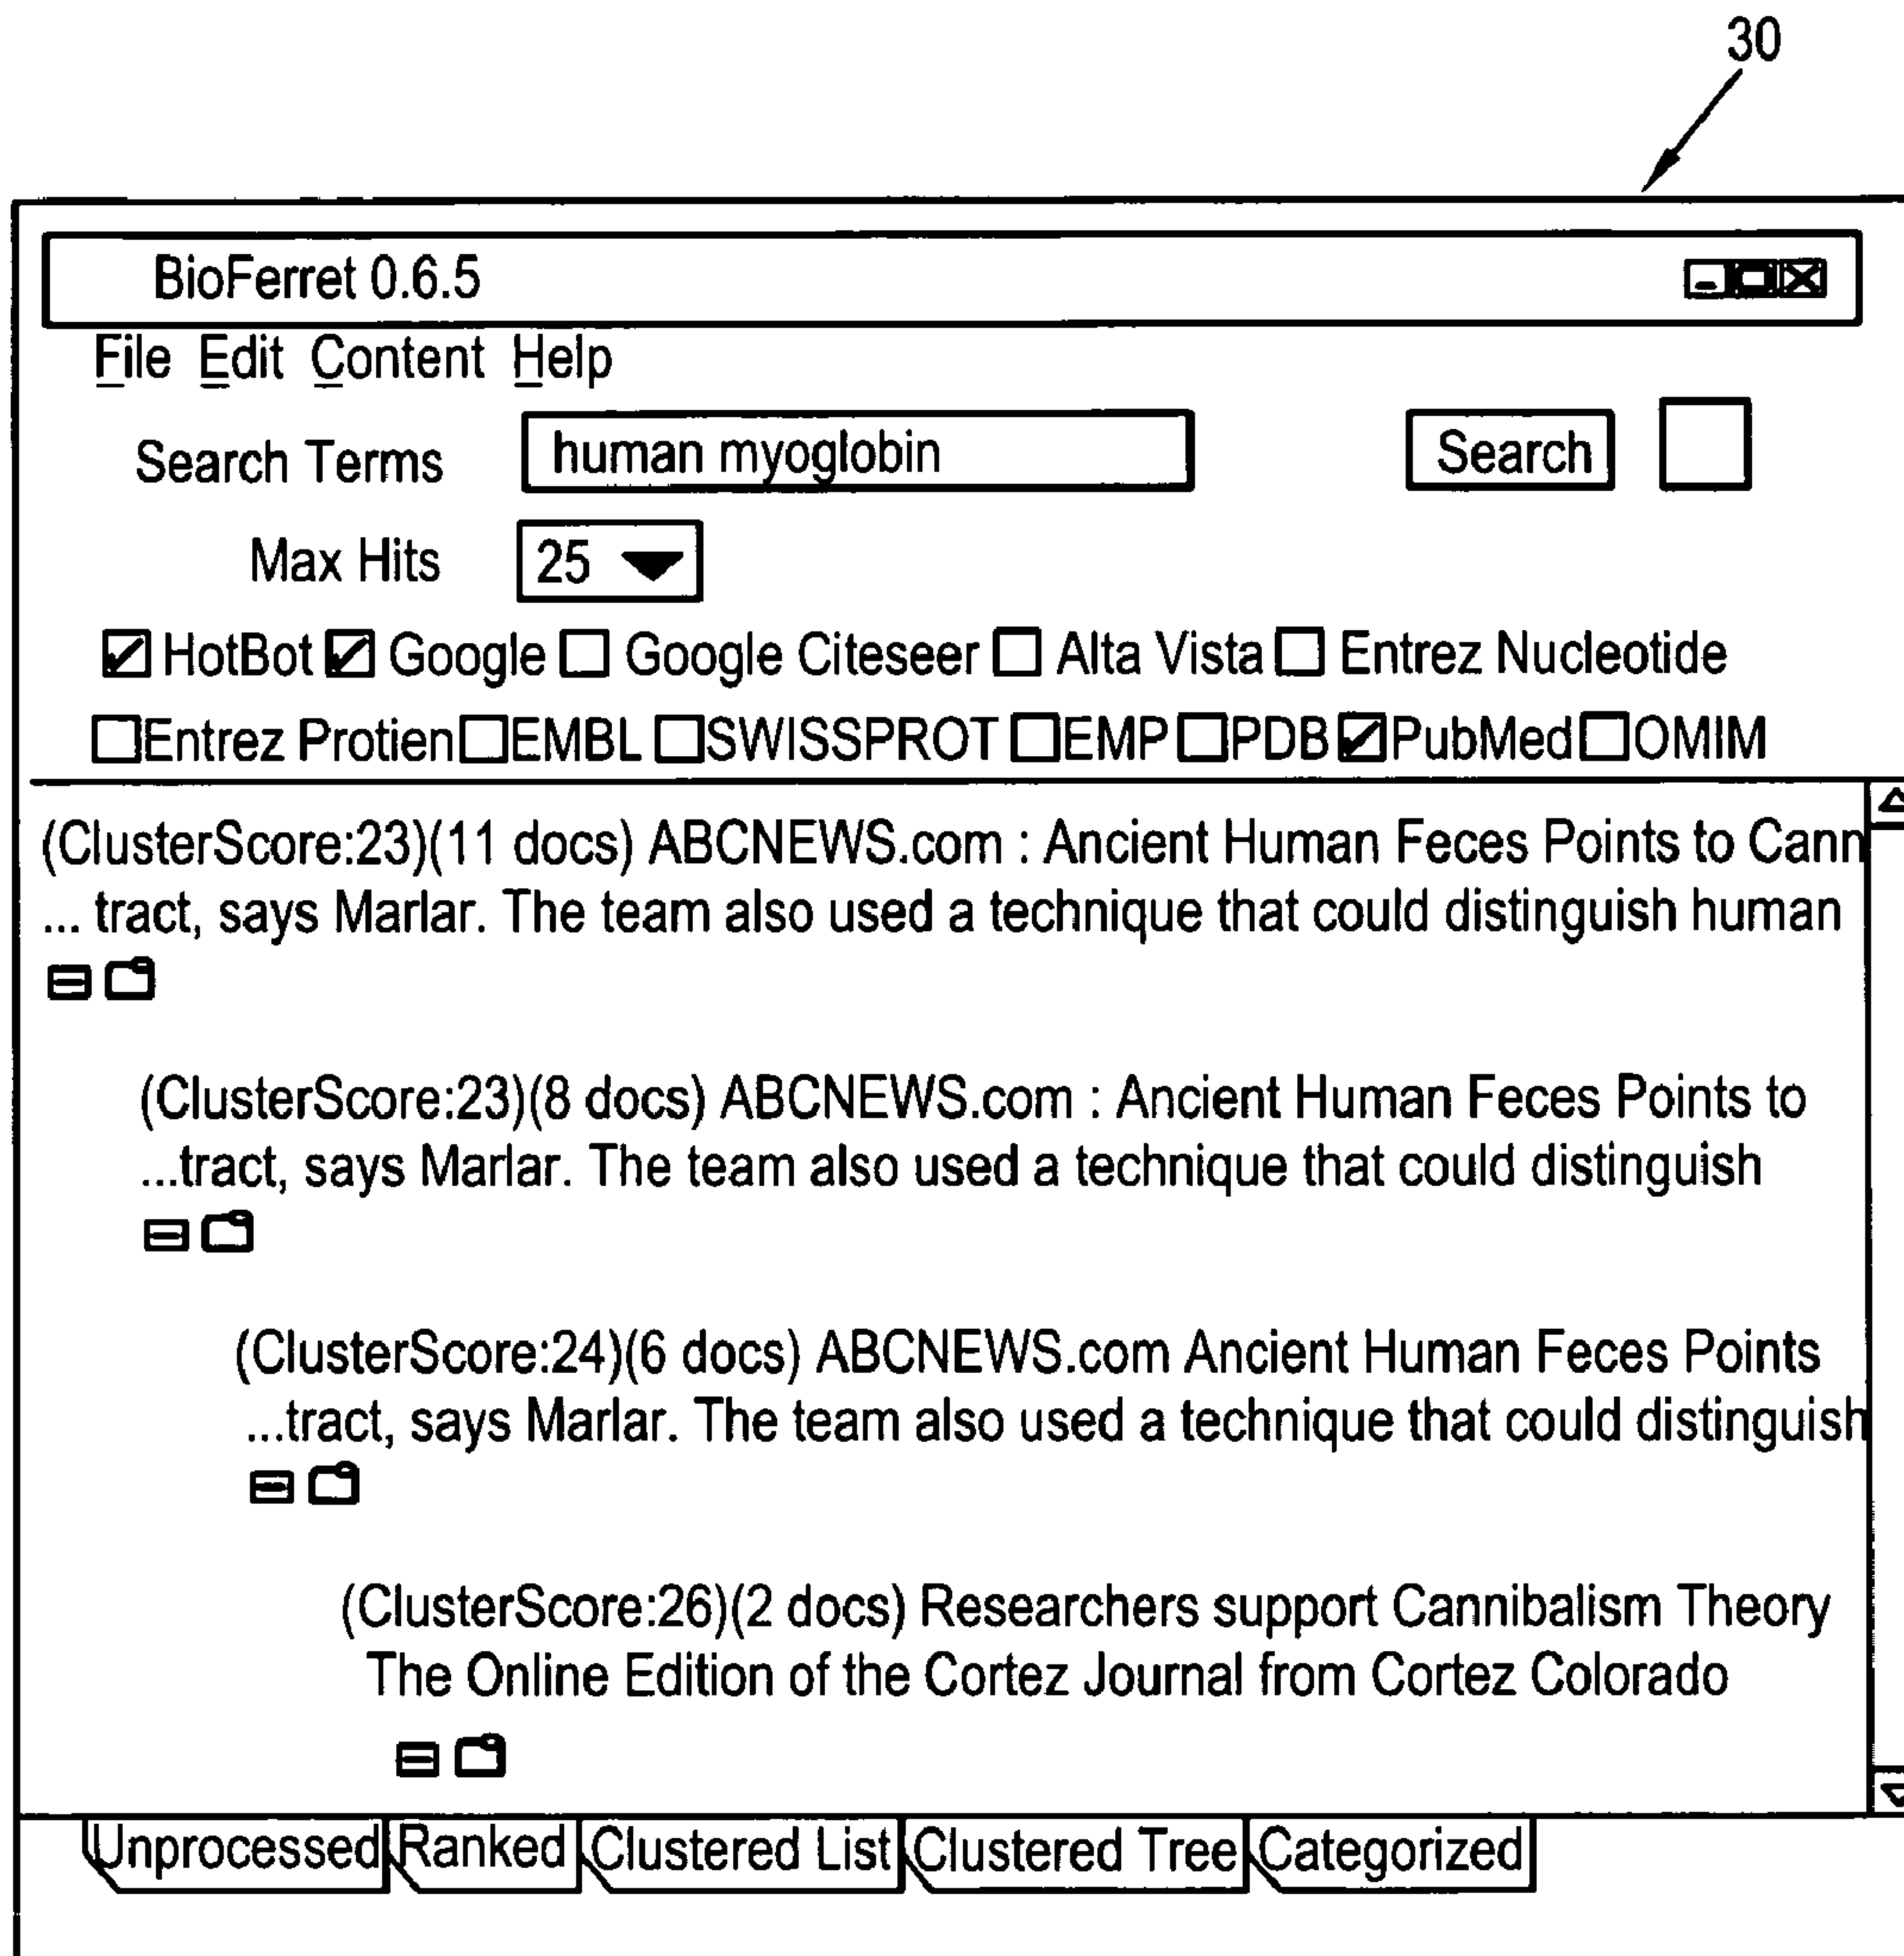 30
BioFerret 0.6.5
File Edit Content Help
Search Terms human myoglobin Search
Max Hits 25
HotBot Google Google Citeseer Alta Vista Entrez Nucleotide
Entrez Protien EMBL SWISSPROT EMP PDB PubMed OMIM
(ClusterScore:23)(11 docs) ABCNEWS.com : Ancient Human Feces Points to Cann
... tract, says Marlar. The team also used a technique that could distinguish human
(ClusterScore:23)(8 docs) ABCNEWS.com : Ancient Human Feces Points to
...tract, says Marlar. The team also used a technique that could distinguish
(ClusterScore:24)(6 docs) ABCNEWS.com Ancient Human Feces Points
...tract, says Marlar. The team also used a technique that could distinguish
(ClusterScore:26)(2 docs) Researchers support Cannibalism Theory
The Online Edition of the Cortez Journal from Cortez Colorado
Unprocessed Ranked Clustered List Clustered Tree Categorized